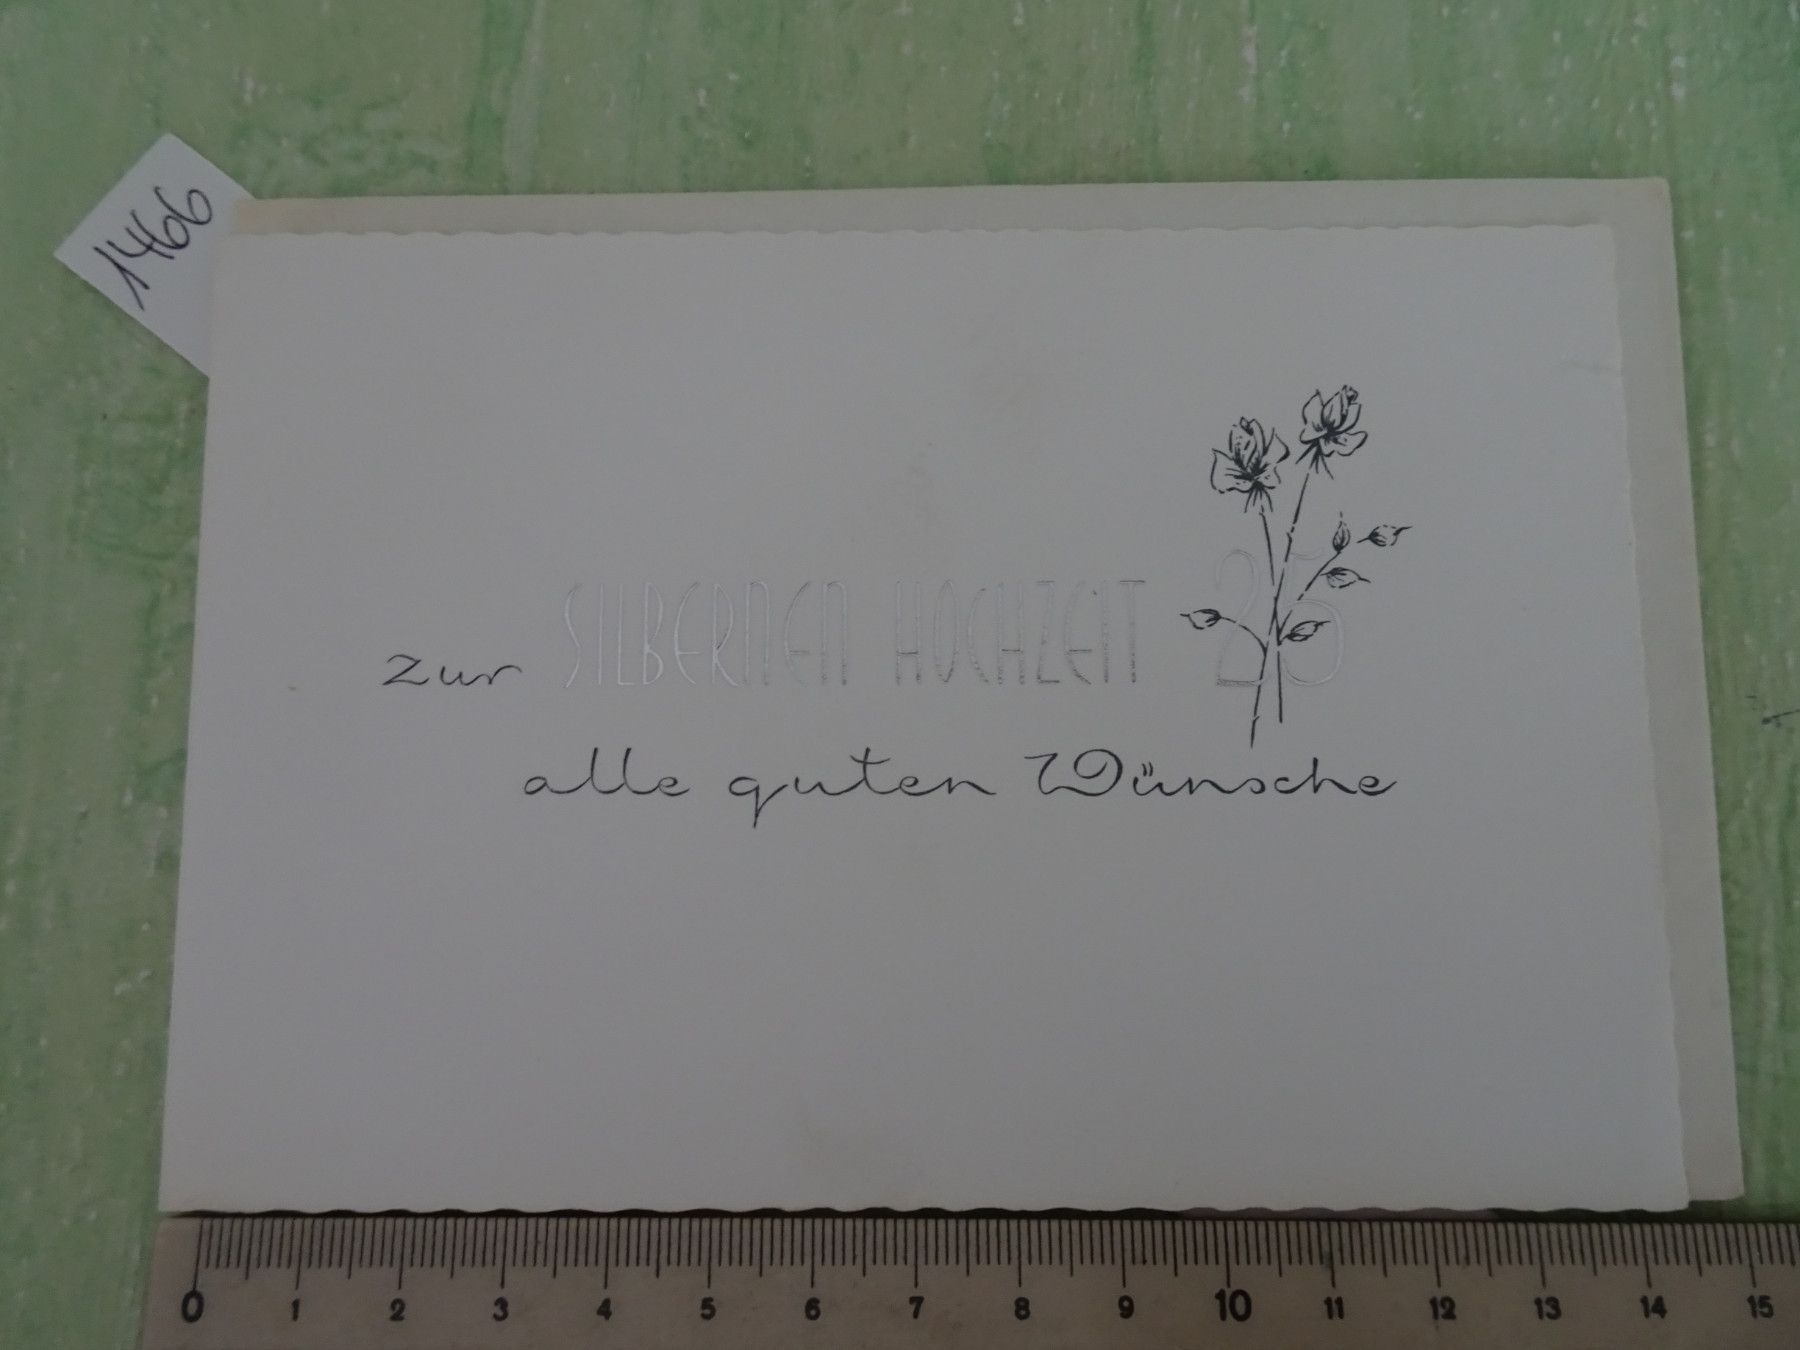 1466
zur SILBERNEN HOCHZEIT 25
alle guten Wünsche
0 1 2 3 4 5 6 7 8 9 10 11 12 13 14 15